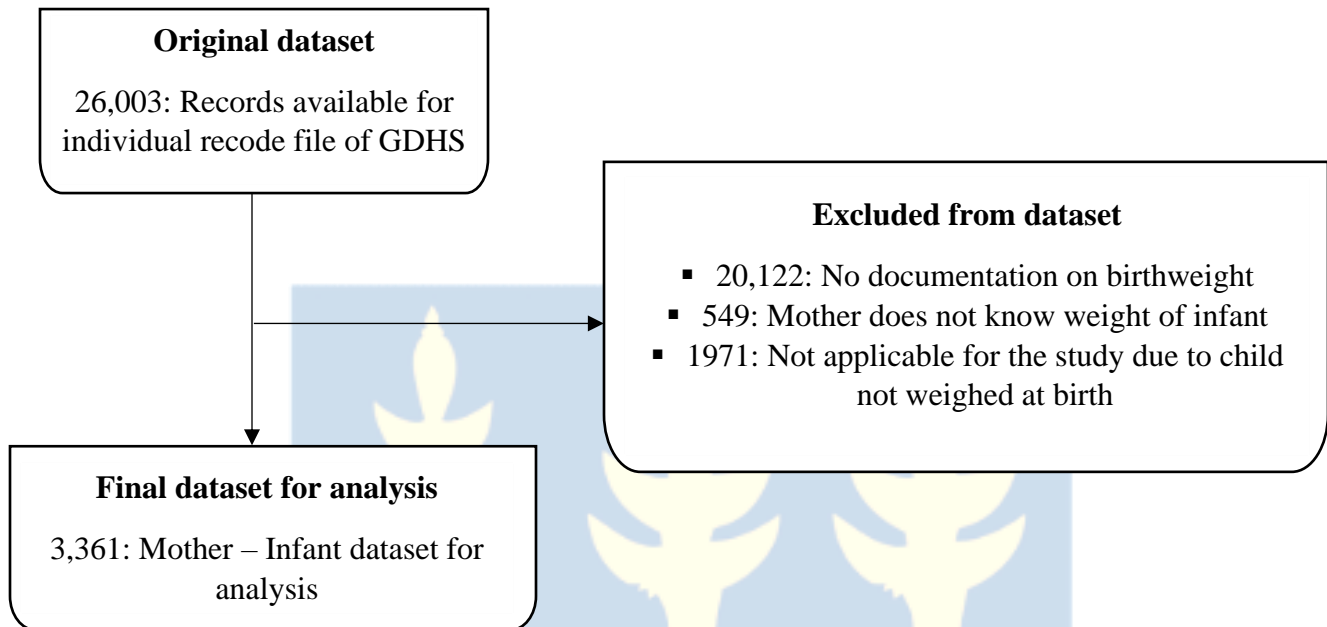 Original dataset
26,003: Records available for
individual recode file of GDHS
Excluded from dataset
▪ 20,122: No documentation on birthweight
▪ 549: Mother does not know weight of infant
▪ 1971: Not applicable for the study due to child
not weighed at birth
Final dataset for analysis
3,361: Mother – Infant dataset for
analysis